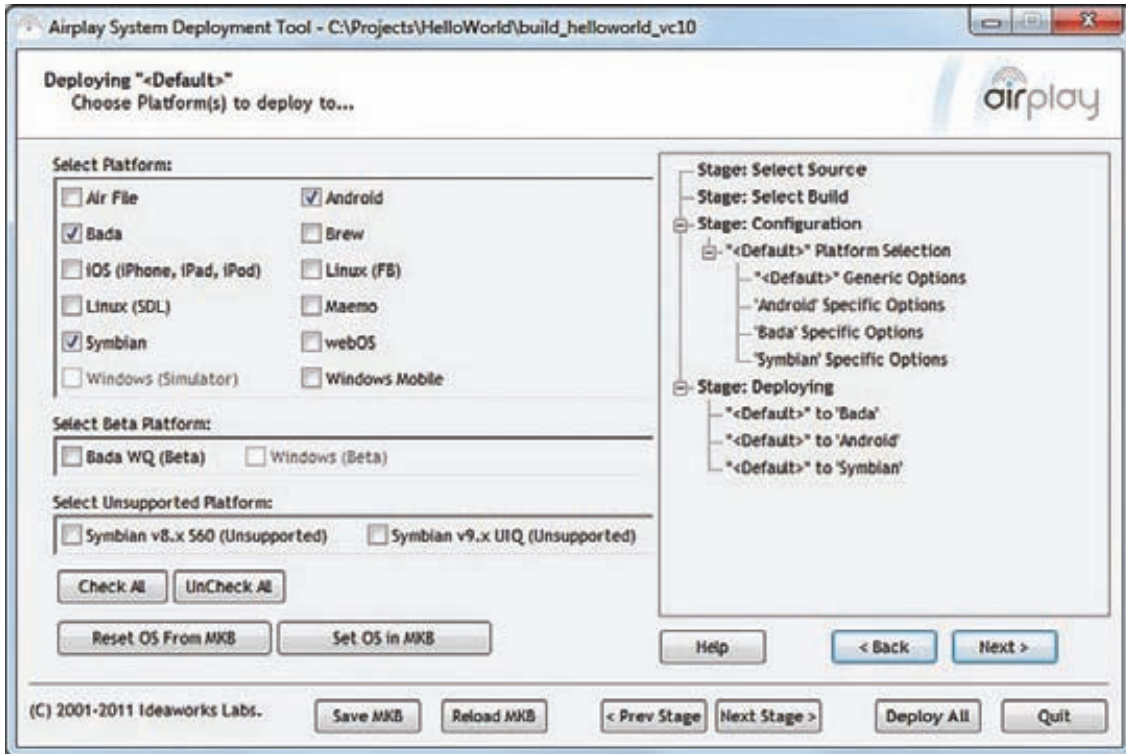 Airplay System Deployment Tool - C:\Projects\HelloWorld\build_helloworld_vc10
Deploying "<Default>"
Choose Platform(s) to deploy to...
airplay
Select Platform:
Air File
Android
Bada
Brew
iOS (iPhone, iPad, iPod)
Linux (FB)
Linux (SDL)
Maemo
Symbian
webOS
Windows (Simulator)
Windows Mobile
Select Beta Platform:
Bada WQ (Beta)
Windows (Beta)
Select Unsupported Platform:
Symbian v8.x S60 (Unsupported)
Symbian v9.x UIQ (Unsupported)
Check All
UnCheck All
Reset OS From MKB
Set OS in MKB
Stage: Select Source
Stage: Select Build
Stage: Configuration
"<Default>" Platform Selection
"<Default>" Generic Options
'Android' Specific Options
'Bada' Specific Options
'Symbian' Specific Options
Stage: Deploying
"<Default>" to 'Bada'
"<Default>" to 'Android'
"<Default>" to 'Symbian'
Help
< Back
Next >
(C) 2001-2011 Ideaworks Labs.
Save MKB
Reload MKB
< Prev Stage
Next Stage >
Deploy All
Quit